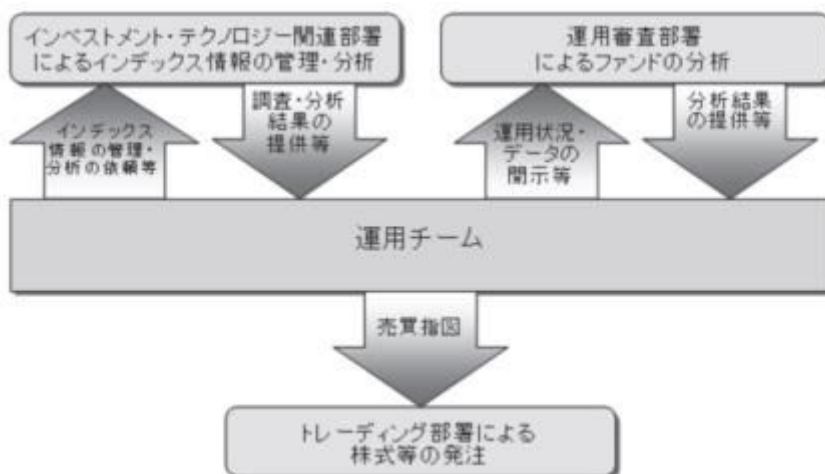 インベストメント・テクノロジー関連部署
によるインデックス情報の管理・分析
運用審査部署
によるファンドの分析
インデックス
情報の管理・
分析の依頼等
調査・分析
結果の
提供等
運用状況・
データの
開示等
分析結果
の提供等
運用チーム
売買指図
トレーディング部署による
株式等の発注